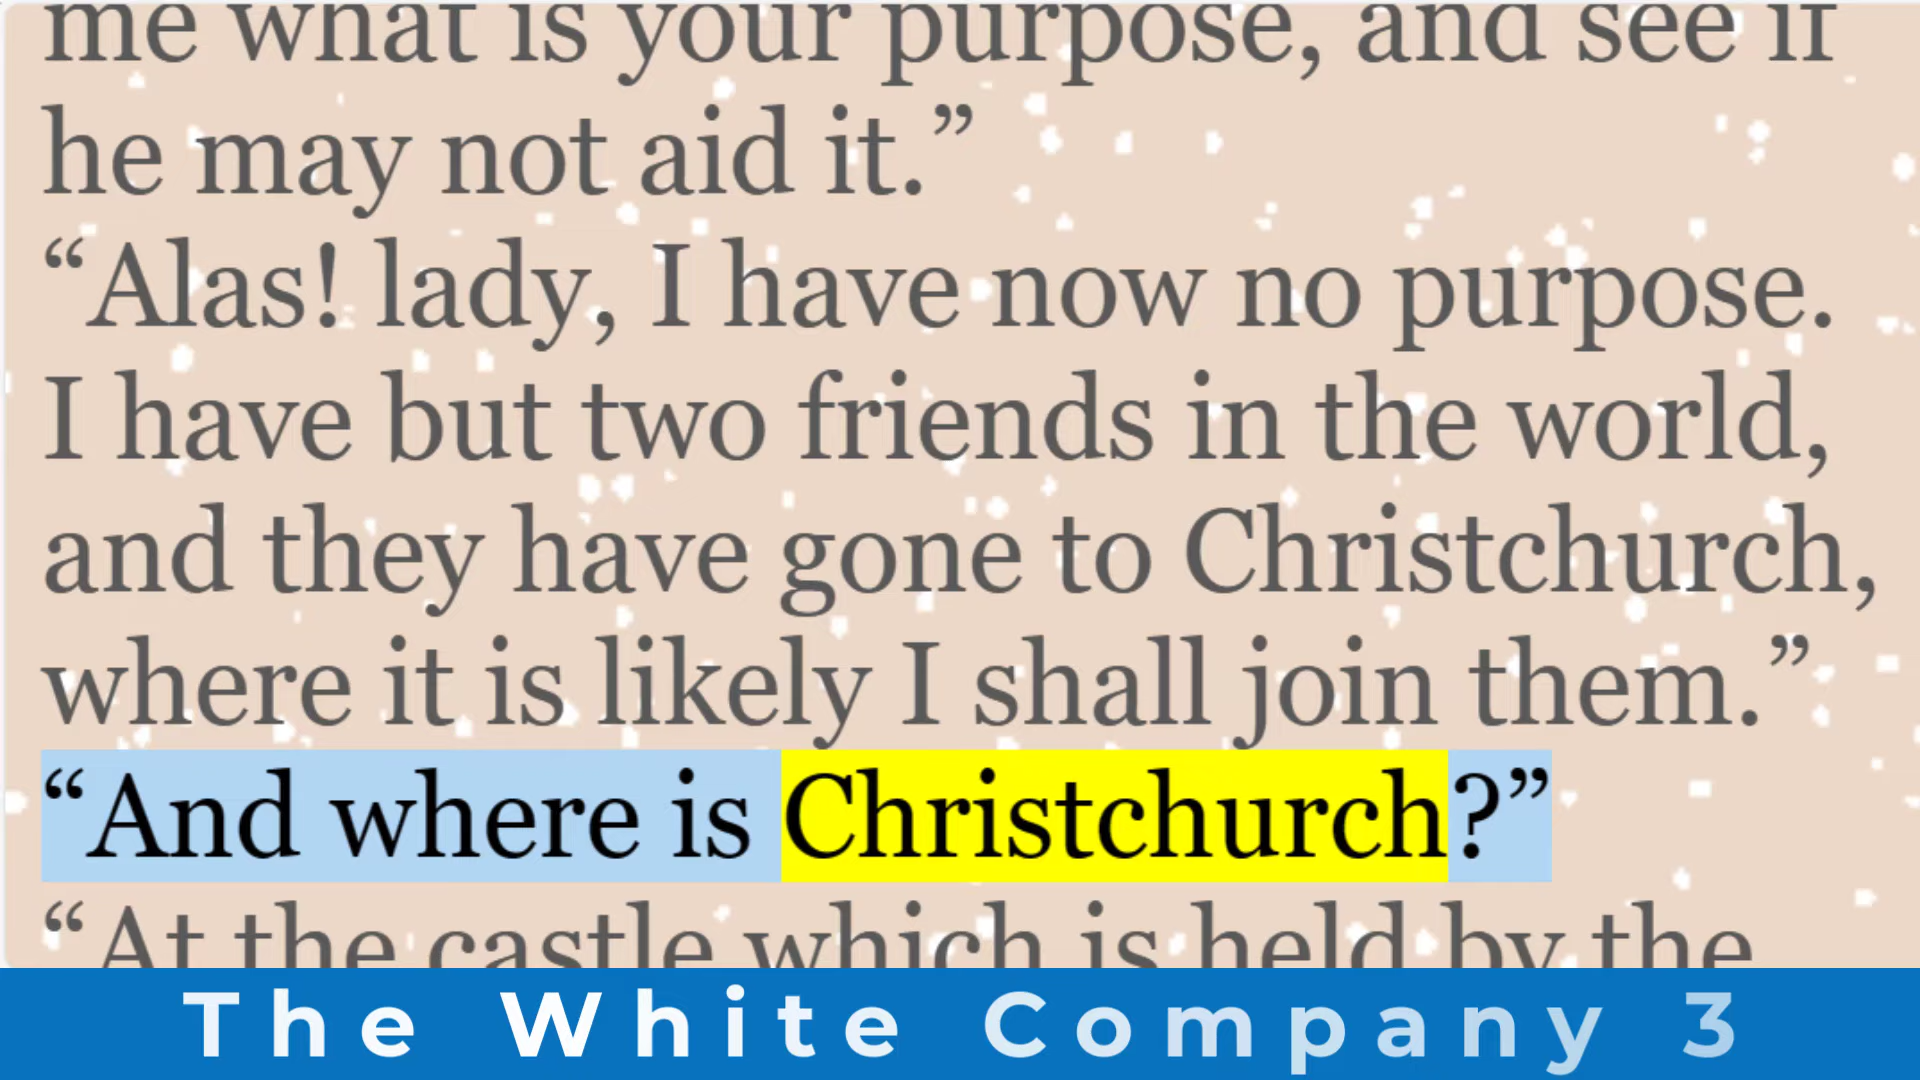 me what is your purpose, and see if
he may not aid it.”
“Alas! lady, I have now no purpose.
I have but two friends in the world,
and they have gone to Christchurch,
where it is likely I shall join them.”
“And where is Christchurch?”
“At the castle which is held by the
The White Company 3